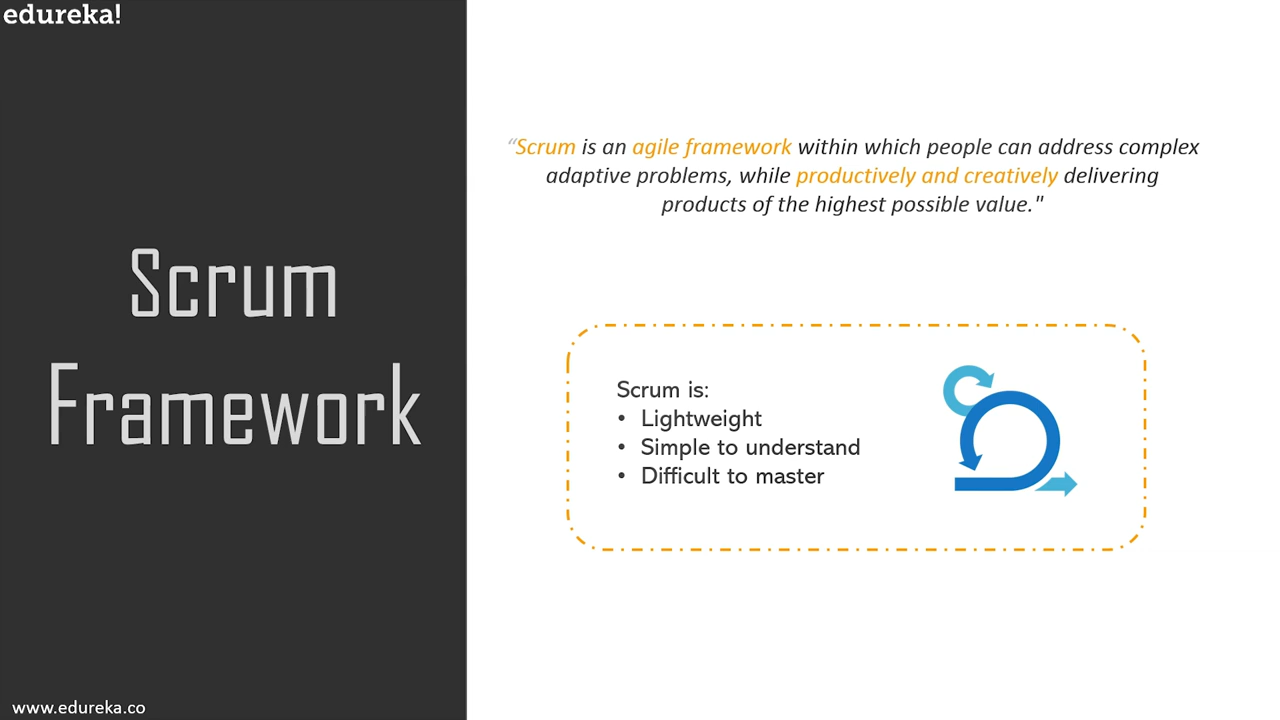 edureka!
Scrum
Framework
“Scrum is an agile framework within which people can address complex
adaptive problems, while productively and creatively delivering
products of the highest possible value."
Scrum is:
• Lightweight
• Simple to understand
• Difficult to master
www.edureka.co